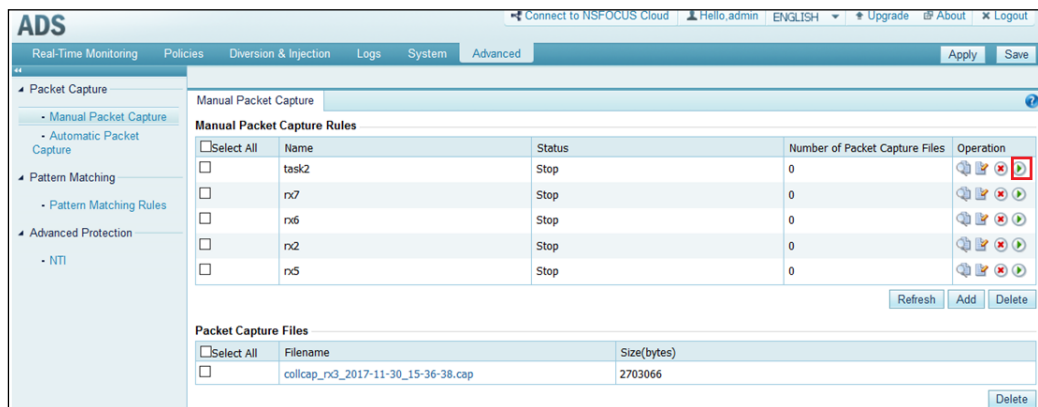 ADS
Connect to NSFOCUS Cloud Hello,admin ENGLISH Upgrade About Logout
Real-Time Monitoring Policies Diversion & Injection Logs System Advanced Apply Save
Packet Capture
Manual Packet Capture
Automatic Packet
Capture
Pattern Matching
Pattern Matching Rules
Advanced Protection
NTI
Manual Packet Capture
Manual Packet Capture Rules
Select All Name Status Number of Packet Capture Files Operation
task2 Stop 0
rx7 Stop 0
rx6 Stop 0
rx2 Stop 0
rx5 Stop 0
Refresh Add Delete
Packet Capture Files
Select All Filename Size(bytes)
collcap_rx3_2017-11-30_15-36-38.cap 2703066
Delete